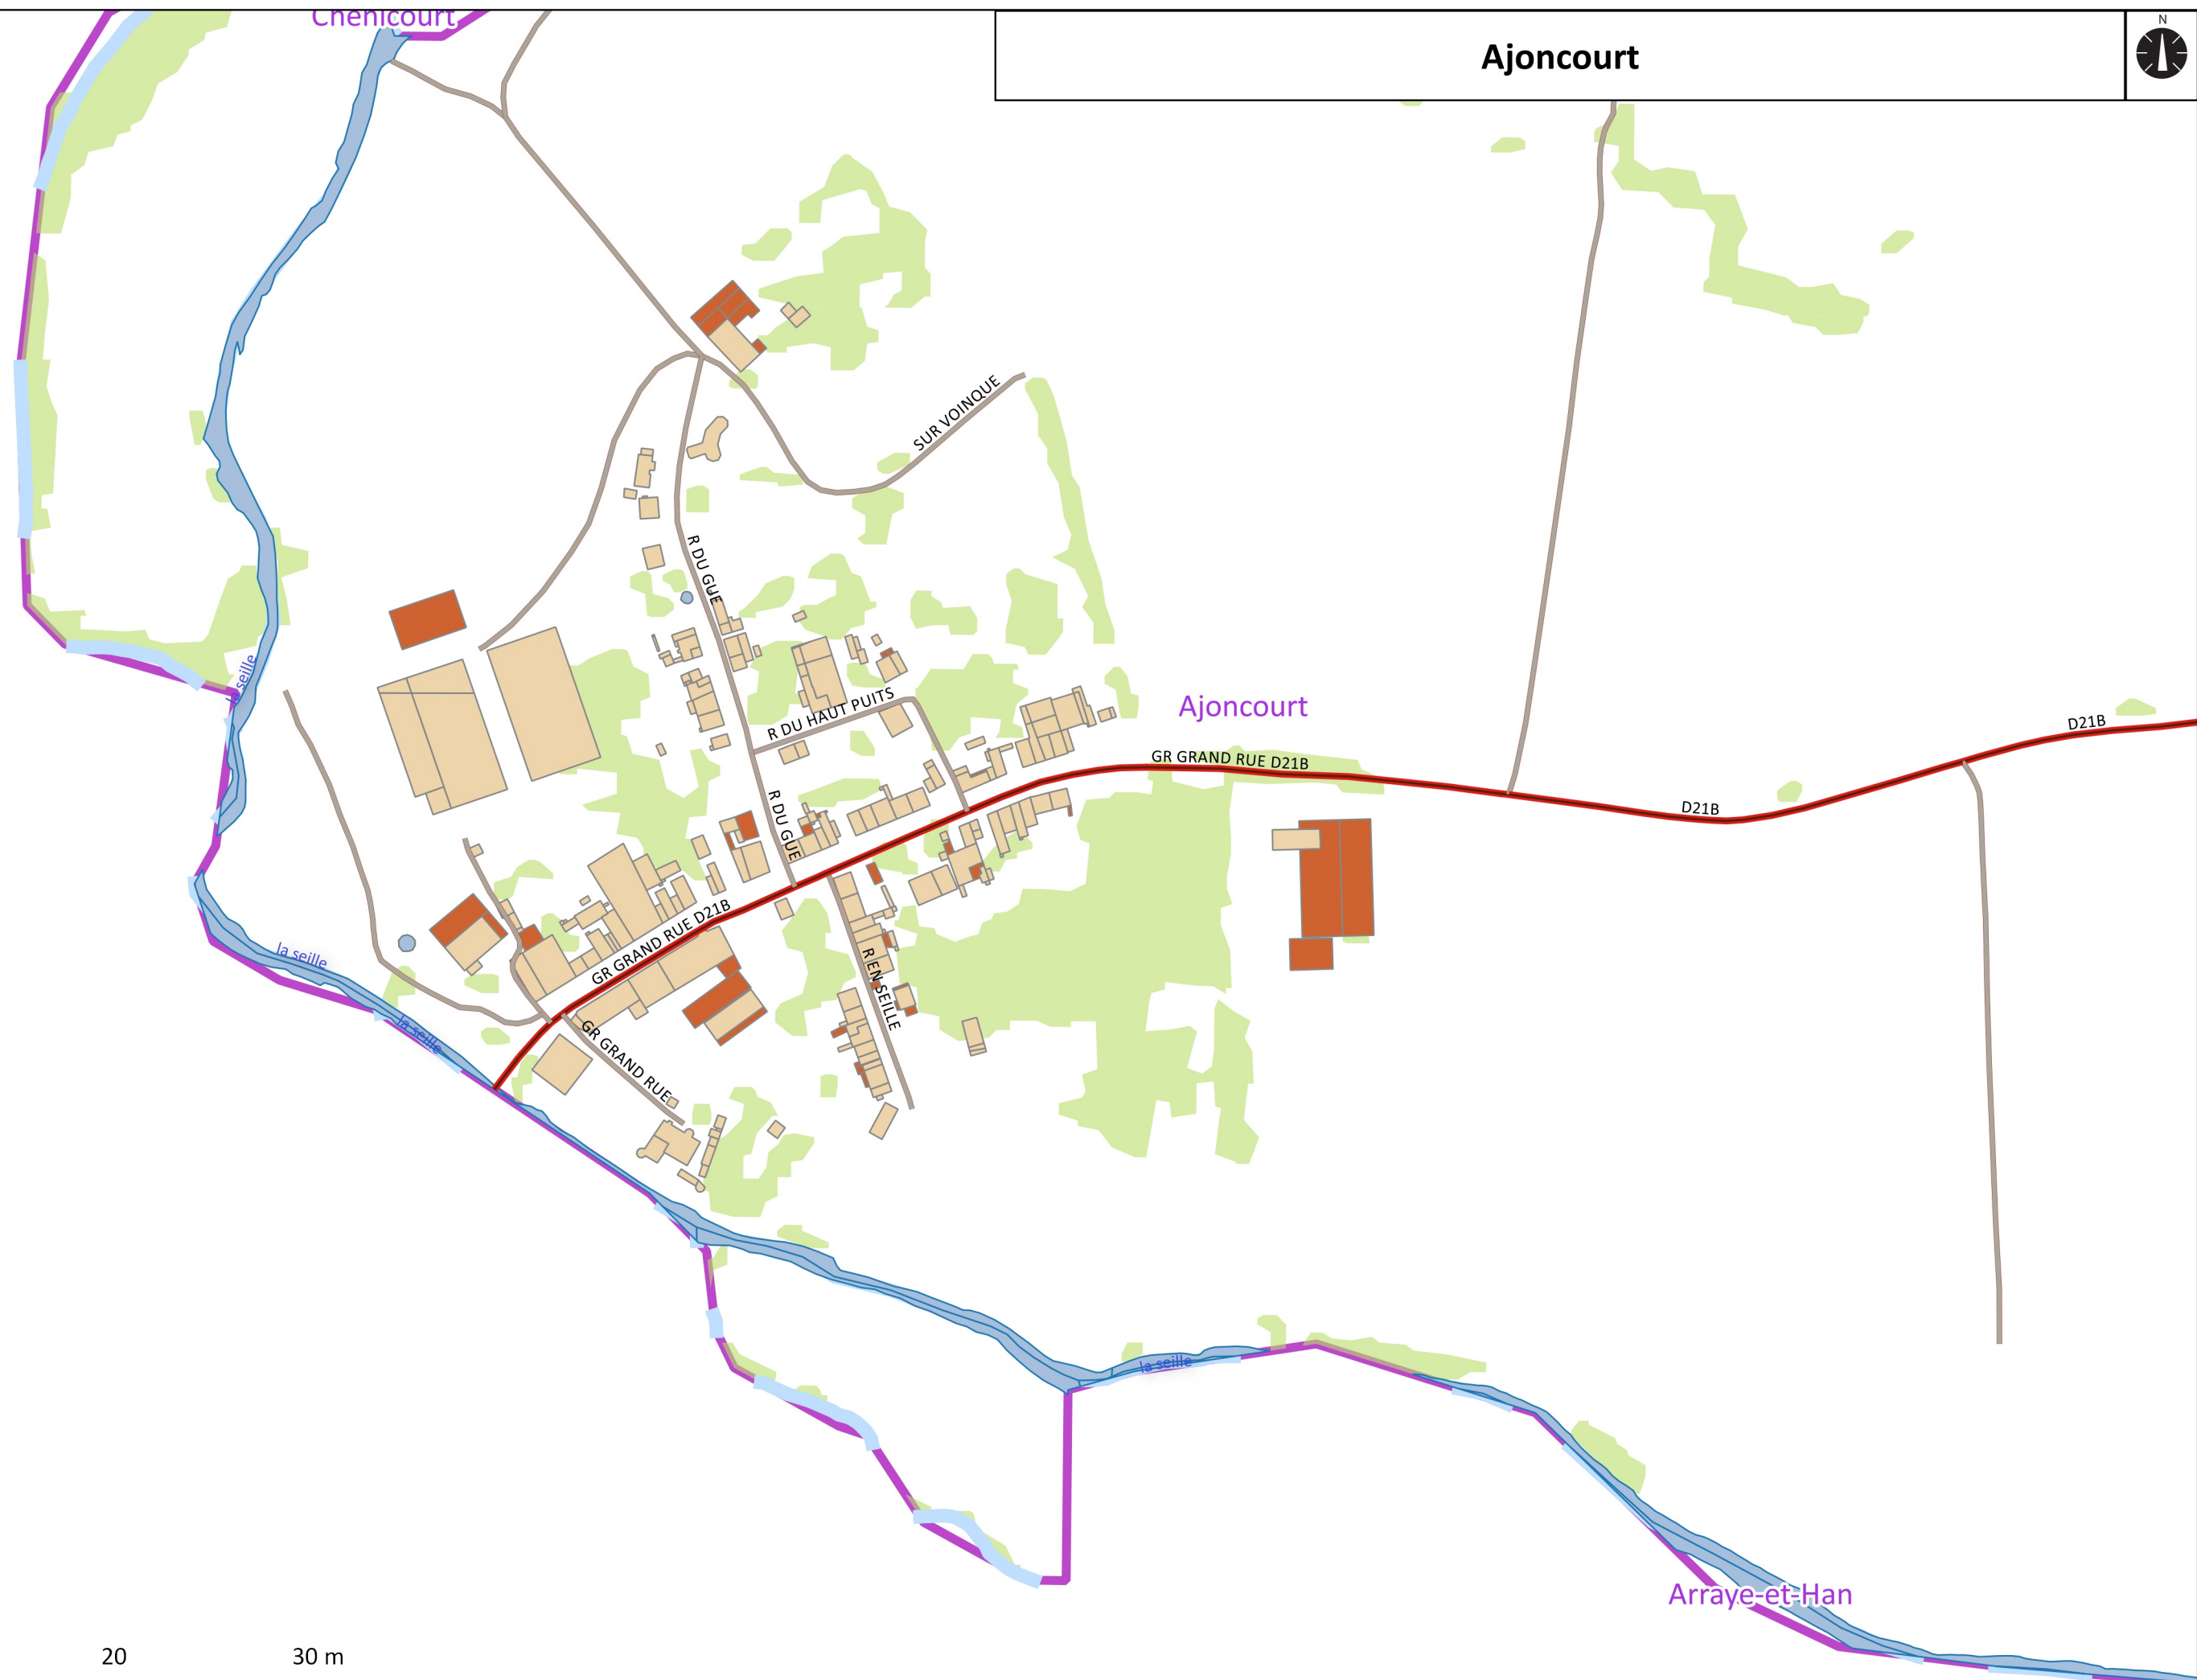 Chenicourt
Ajoncourt
N
SUR VOINQUE
R DU GUE
la seille
R DU HAUT PUITS
Ajoncourt
D21B
GR GRAND RUE D21B
R DU GUE
D21B
GR GRAND RUE D21B
la seille
R EN SEILLE
la seille
GR GRAND RUE
la seille
Arraye-et-Han
20 30 m